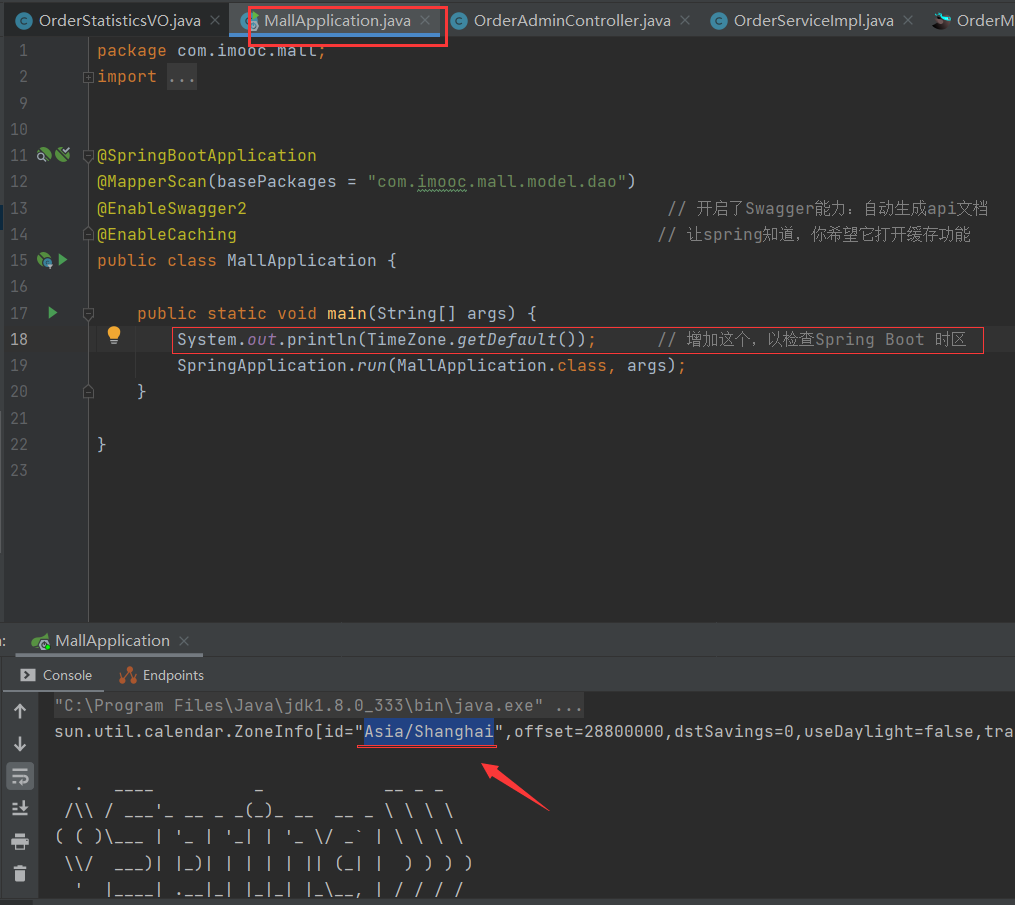 OrderStatisticsVO.java × MallApplication.java × OrderAdminController.java × OrderServiceImpl.java × OrderM
1 package com.imooc.mall;
2 import ...
9
10
11 @SpringBootApplication
12 @MapperScan(basePackages = "com.imooc.mall.model.dao")
13 @EnableSwagger2 // 开启了Swagger能力：自动生成api文档
14 @EnableCaching // 让spring知道，你希望它打开缓存功能
15 public class MallApplication {
16
17 public static void main(String[] args) {
18 System.out.println(TimeZone.getDefault()); // 增加这个，以检查Spring Boot 时区
19 SpringApplication.run(MallApplication.class, args);
20 }
21
22 }
23
MallApplication ×
Console Endpoints
"C:\Program Files\Java\jdk1.8.0_333\bin\java.exe" ...
sun.util.calendar.ZoneInfo[id="Asia/Shanghai",offset=28800000,dstSavings=0,useDaylight=false,tra
  .   ____          _            __ _ _
 /\\ / ___'_ __ _ _(_)_ __  __ _ \ \ \ \
( ( )\___ | '_ | '_| | '_ \/ _` | \ \ \ \
 \\/  ___)| |_)| | | | | || (_| |  ) ) ) )
  '  |____| .__|_| |_|_| |_\__, | / / / /